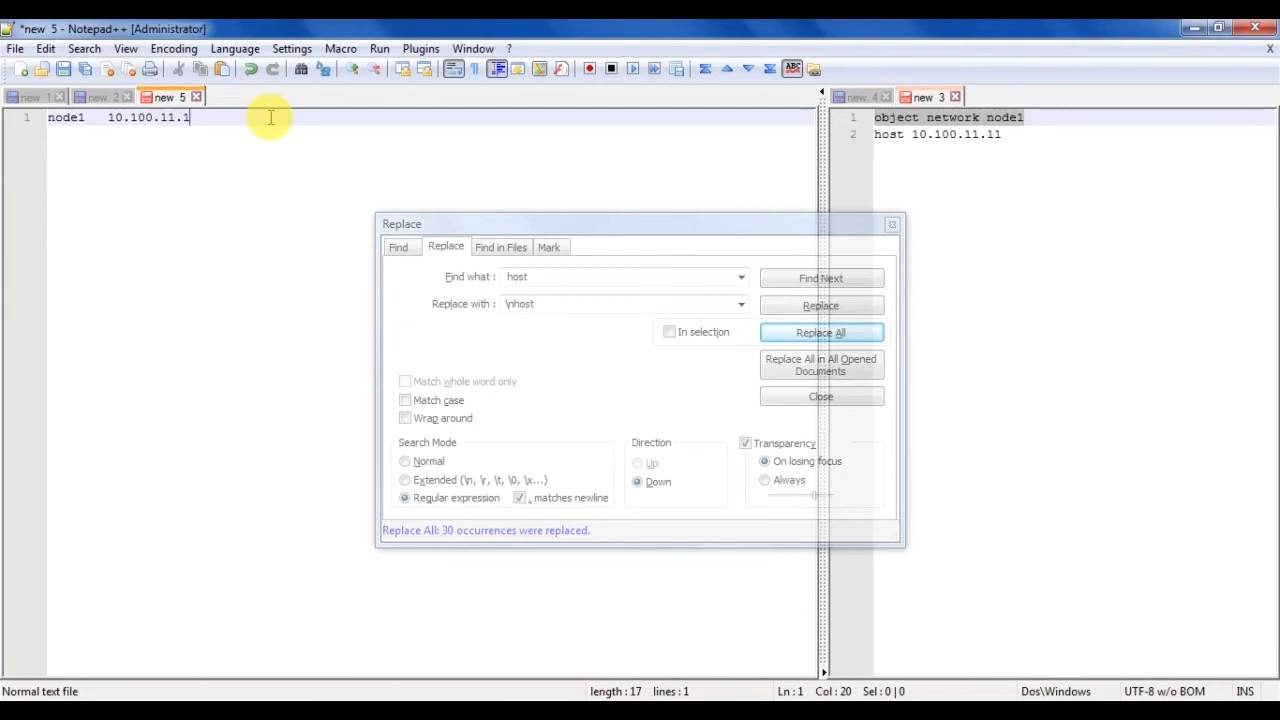 *new 5 - Notepad++ [Administrator]
File Edit Search View Encoding Language Settings Macro Run Plugins Window ? X
ABC
new 1 new 2 new 5 new 4 new 3
1 node1 10.100.11.1
1 object network node1
2 host 10.100.11.11
Replace
Find Replace Find in Files Mark
Find what : host Find Next
Replace with : \nhost Replace
In selection Replace All
Replace All in All Opened
Documents
Match whole word only
Match case Close
Wrap around
Search Mode Direction Transparency
Normal Up On losing focus
Extended (\n, \r, \t, \0, \x...) Down Always
Regular expression . matches newline
Replace All: 30 occurrences were replaced.
Normal text file length : 17 lines : 1 Ln : 1 Col : 20 Sel : 0 | 0 Dos\Windows UTF-8 w/o BOM INS